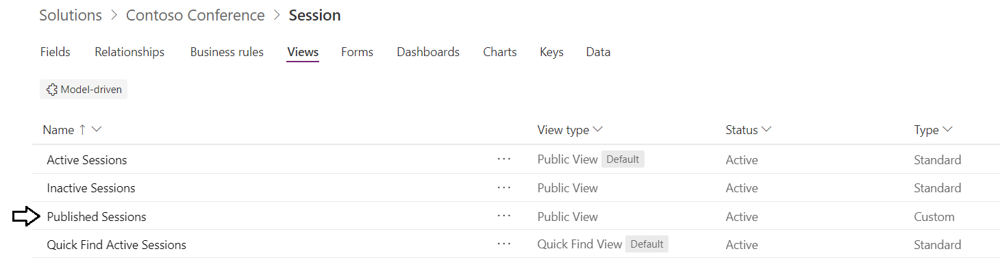 Solutions > Contoso Conference > Session
Fields Relationships Business rules Views Forms Dashboards Charts Keys Data
Model-driven
Name ↑ View type Status Type
Active Sessions ··· Public View Default Active Standard
Inactive Sessions ··· Public View Active Standard
Published Sessions ··· Public View Active Custom
Quick Find Active Sessions ··· Quick Find View Default Active Standard